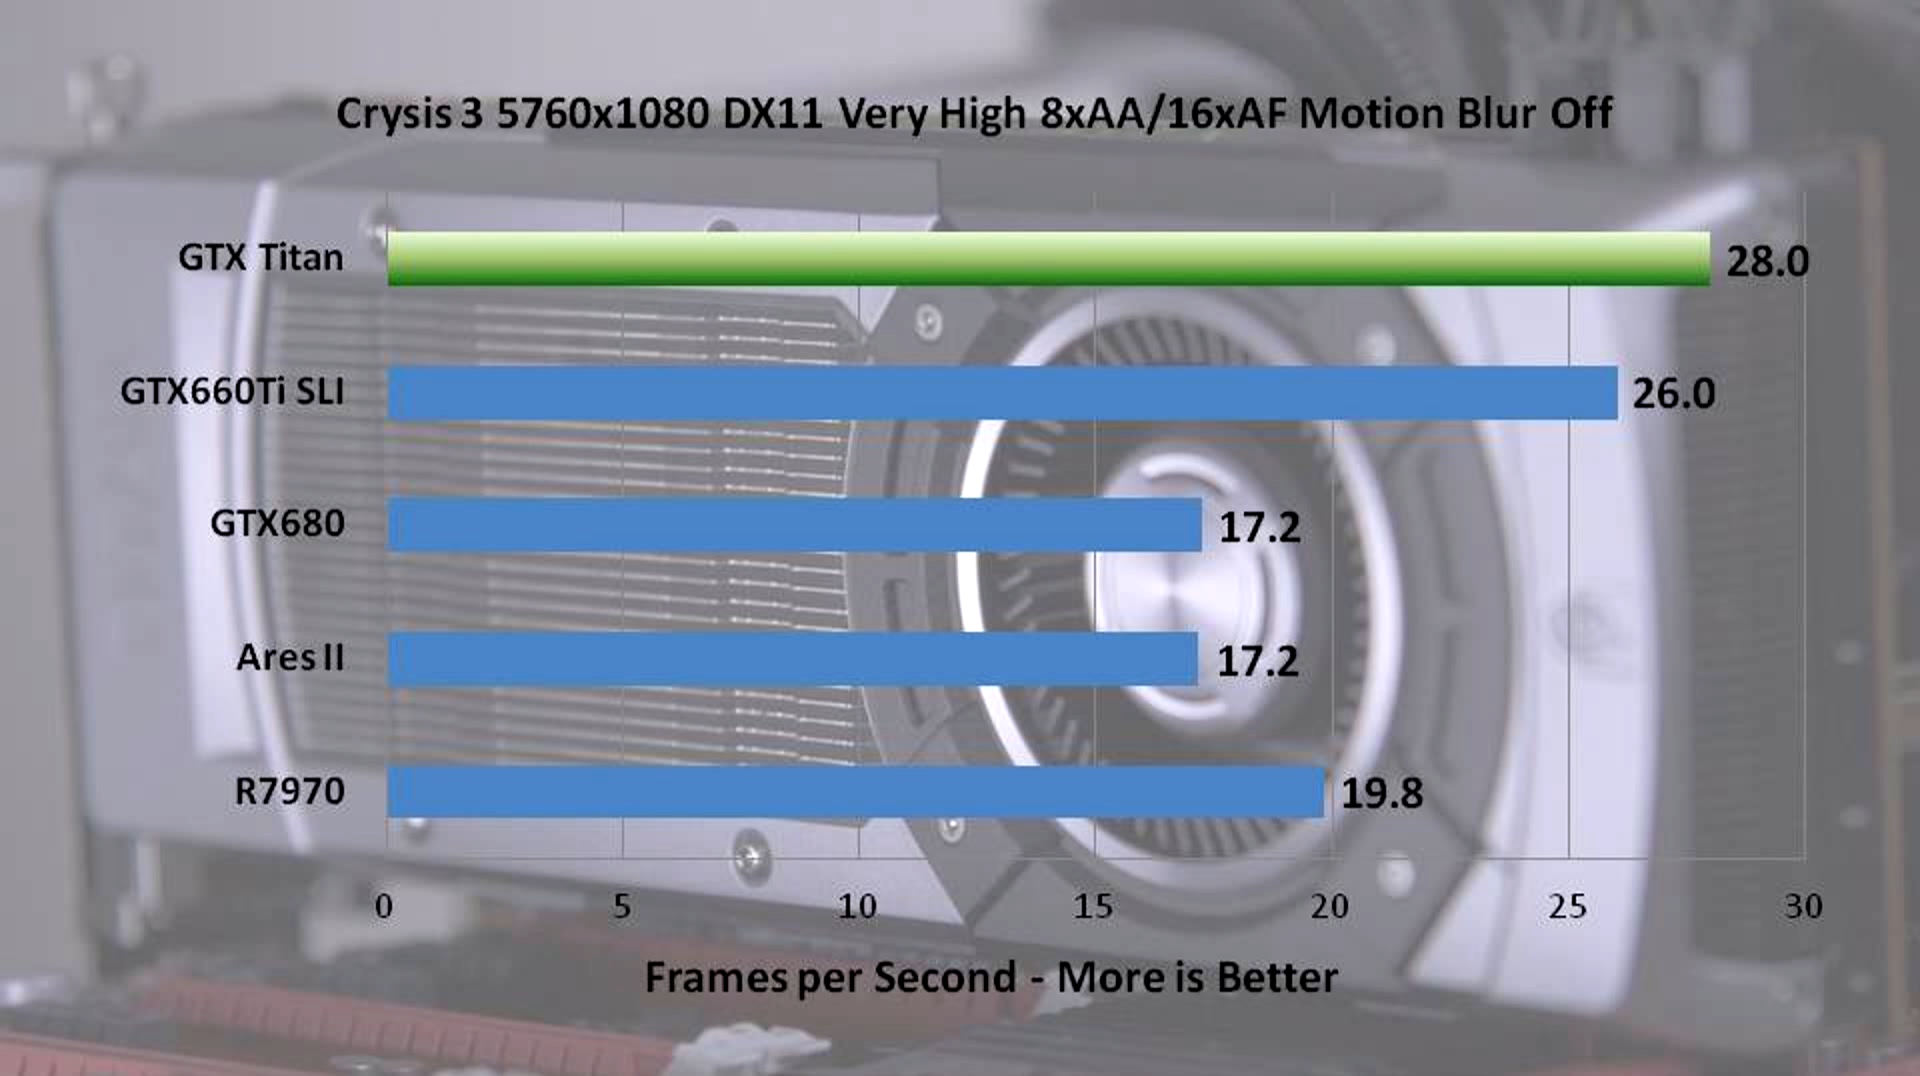 Crysis 3 5760x1080 DX11 Very High 8xAA/16xAF Motion Blur Off
GTX Titan 28.0
GTX660Ti SLI 26.0
GTX680 17.2
Ares II 17.2
R7970 19.8
0 5 10 15 20 25 30
Frames per Second - More is Better